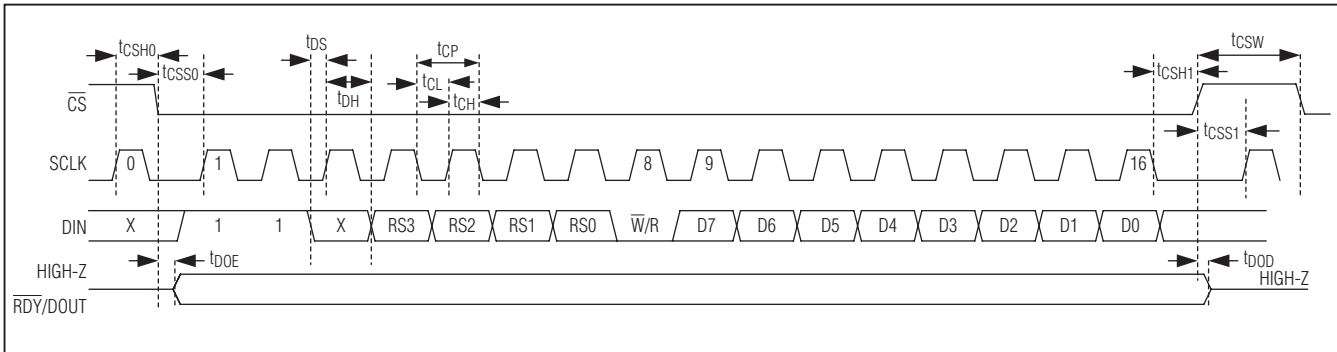 tCSH0 tDS tCP tCSW
tCSS0 tCL tCSH1
tDH tCH
CS tCSS1
SCLK 0 1 8 9 16
DIN X 1 1 X RS3 RS2 RS1 RS0 W/R D7 D6 D5 D4 D3 D2 D1 D0
tDOE tDOD
HIGH-Z HIGH-Z
RDY/DOUT